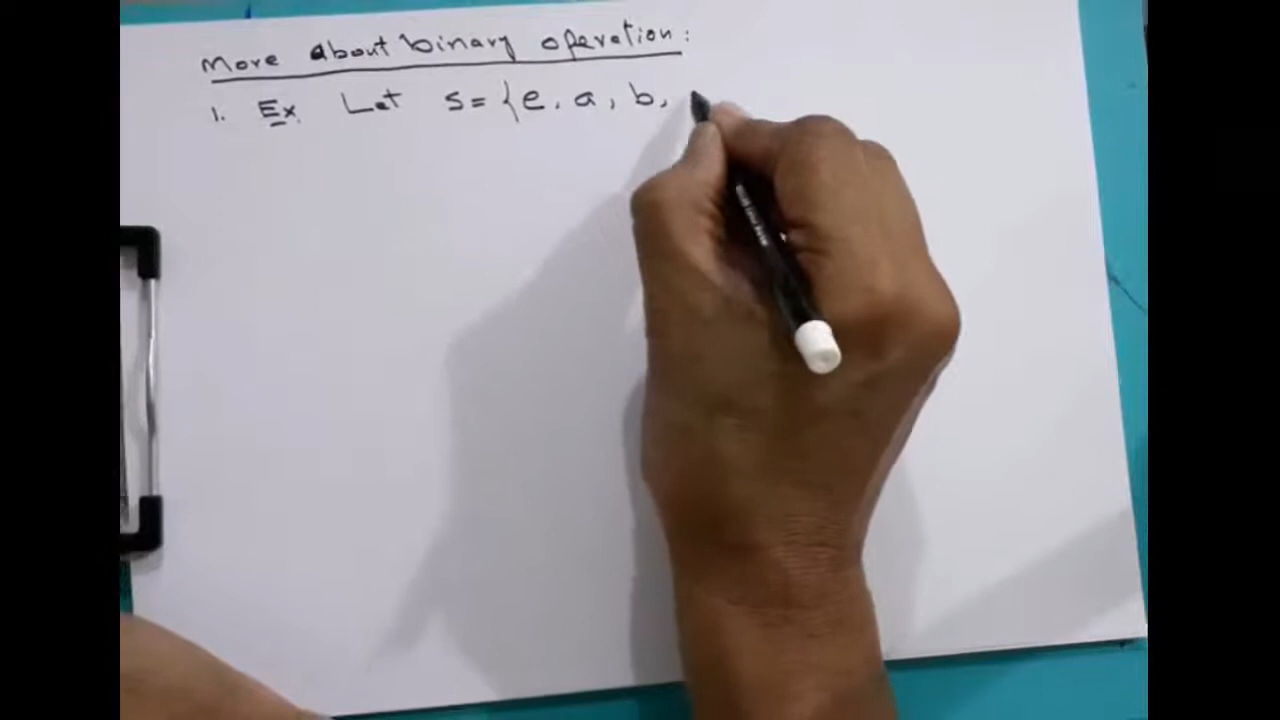 More about binary operation:
1. Ex. Let s = {e, a, b,